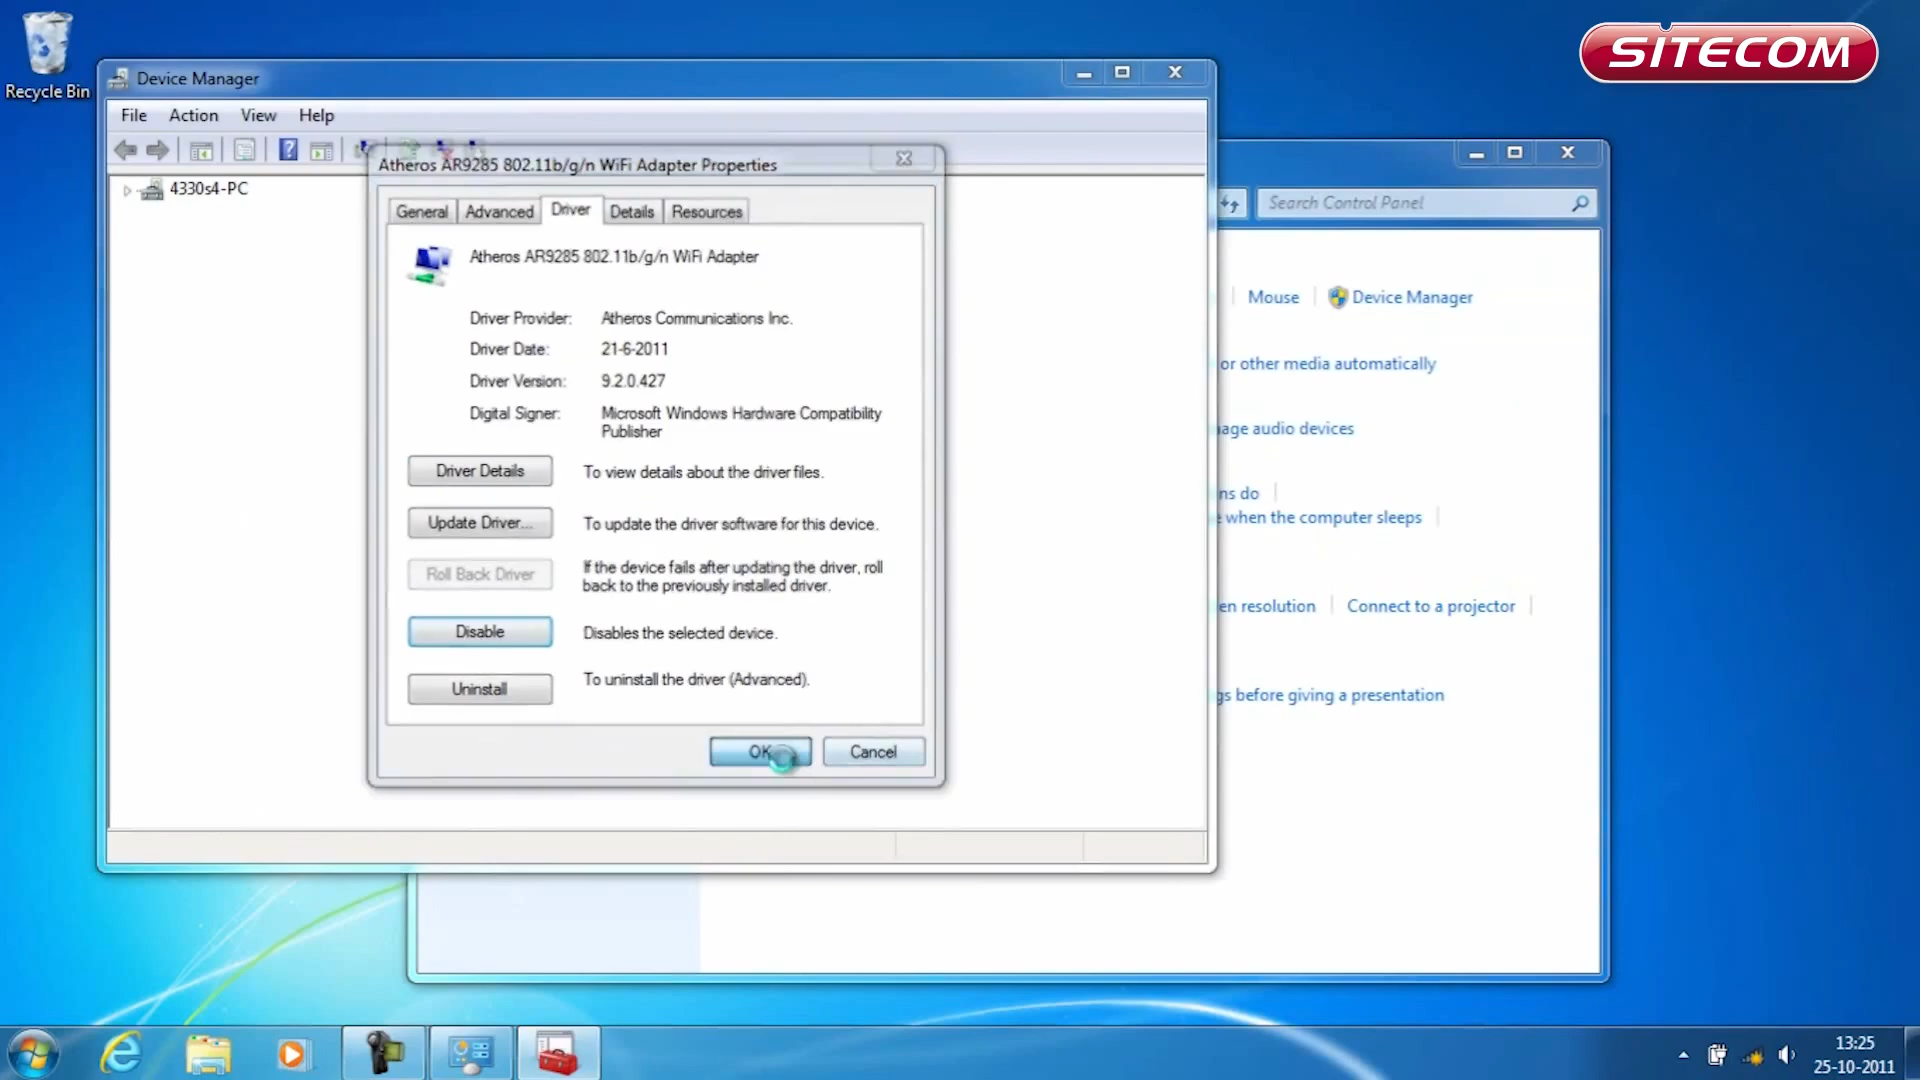 SITECOM
Recycle Bin
Device Manager
File Action View Help
4330s4-PC
Atheros AR9285 802.11b/g/n WiFi Adapter Properties
General Advanced Driver Details Resources
Atheros AR9285 802.11b/g/n WiFi Adapter
Driver Provider: Atheros Communications Inc.
Driver Date: 21-6-2011
Driver Version: 9.2.0.427
Digital Signer: Microsoft Windows Hardware Compatibility
Publisher
Driver Details To view details about the driver files.
Update Driver... To update the driver software for this device.
Roll Back Driver If the device fails after updating the driver, roll
back to the previously installed driver.
Disable Disables the selected device.
Uninstall To uninstall the driver (Advanced).
OK Cancel
Search Control Panel
Mouse Device Manager
or other media automatically
age audio devices
ns do
when the computer sleeps
en resolution Connect to a projector
gs before giving a presentation
13:25
25-10-2011